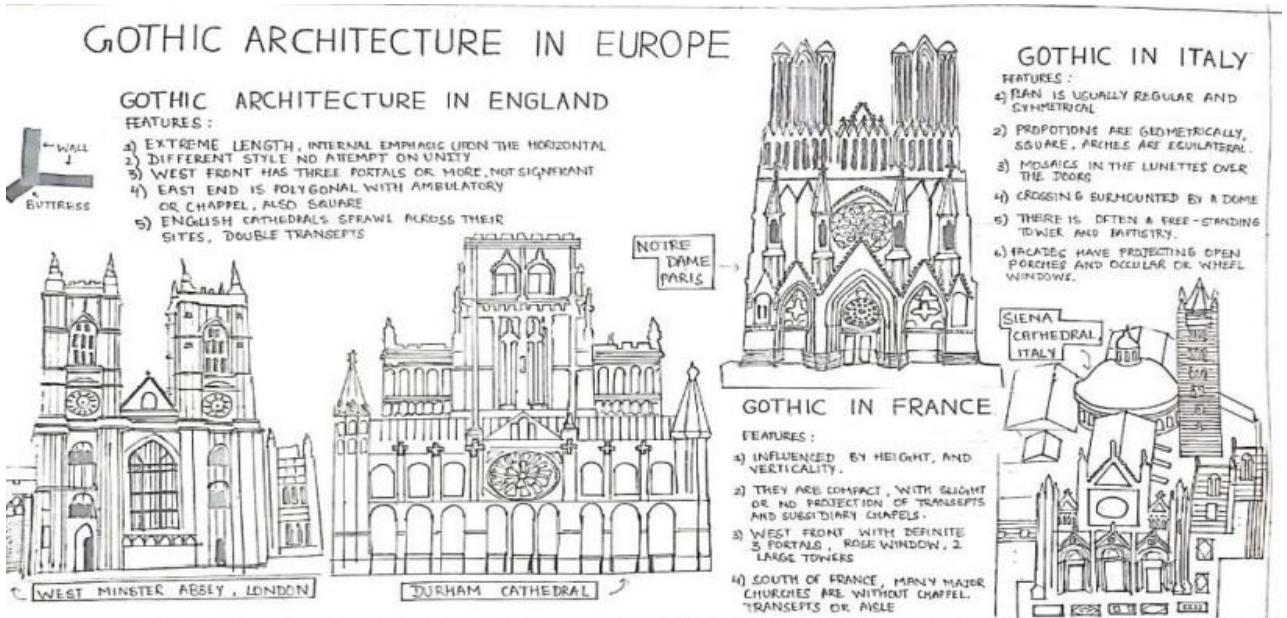 GOTHIC ARCHITECTURE IN EUROPE
GOTHIC ARCHITECTURE IN ENGLAND
FEATURES :
1) EXTREME LENGTH, INTERNAL EMPHASIC UPON THE HORIZONTAL
2) DIFFERENT STYLE NO ATTEMPT ON UNITY
3) WEST FRONT HAS THREE PORTALS OR MORE, NOT SIGNFICANT
4) EAST END IS POLYGONAL WITH AMBULATORY
OR CHAPPEL, ALSO SQUARE
5) ENGLISH CATHEDRALS SPRAWL ACROSS THEIR
SITES, DOUBLE TRANSEPTS
WALL
BUTTRESS
WEST MINSTER ABBEY, LONDON
DURHAM CATHEDRAL
NOTRE
DAME
PARIS
GOTHIC IN FRANCE
FEATURES :
1) INFLUENCED BY HEIGHT, AND
VERTICALITY.
2) THEY ARE COMPACT, WITH SLIGHT
OR NO PROJECTION OF TRANSEPTS
AND SUBSIDIARY CHAPELS.
3) WEST FRONT WITH DEFINITE
3 PORTALS, ROSE WINDOW, 2
LARGE TOWERS
4) SOUTH OF FRANCE, MANY MAJOR
CHURCHES ARE WITHOUT CHAPPEL,
TRANSEPTS OR AISLE
GOTHIC IN ITALY
FEATURES :
1) PLAN IS USUALLY REGULAR AND
SYMMETRICAL
2) PROPOTIONS ARE GEOMETRICALLY,
SQUARE, ARCHES ARE EQUILATERAL.
3) MOSAICS IN THE LUNETTES OVER
THE DOORS
4) CROSSING SURMOUNTED BY A DOME
5) THERE IS OFTEN A FREE-STANDING
TOWER AND BAPTISTRY.
6) FACADES HAVE PROJECTING OPEN
PORCHES AND OCCULAR OR WHEEL
WINDOWS.
SIENA
CATHEDRAL,
ITALY